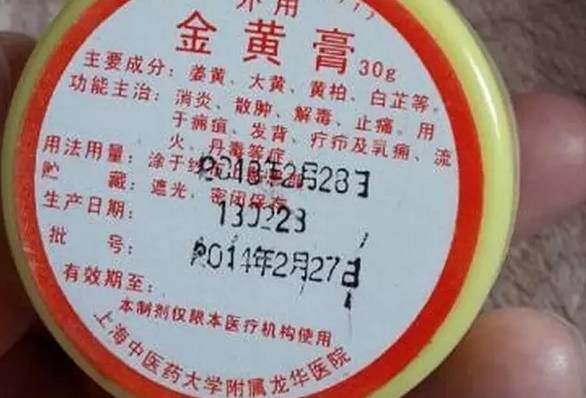 外用
金黄膏 30g
主要成分：姜黄、大黄、黄柏、白芷等。
功能主治：消炎、散肿、解毒、止痛。用
于痈疽、发背、疔疖及乳痈、流
火、丹毒等症
用法用量：涂于纱
贮　藏：遮光，密闭保存
2013年2月28日
生产日期：
130228
批　号：
2014年2月27日
有效期至：
本制剂仅限本医疗机构使用
上海中医药大学附属龙华医院